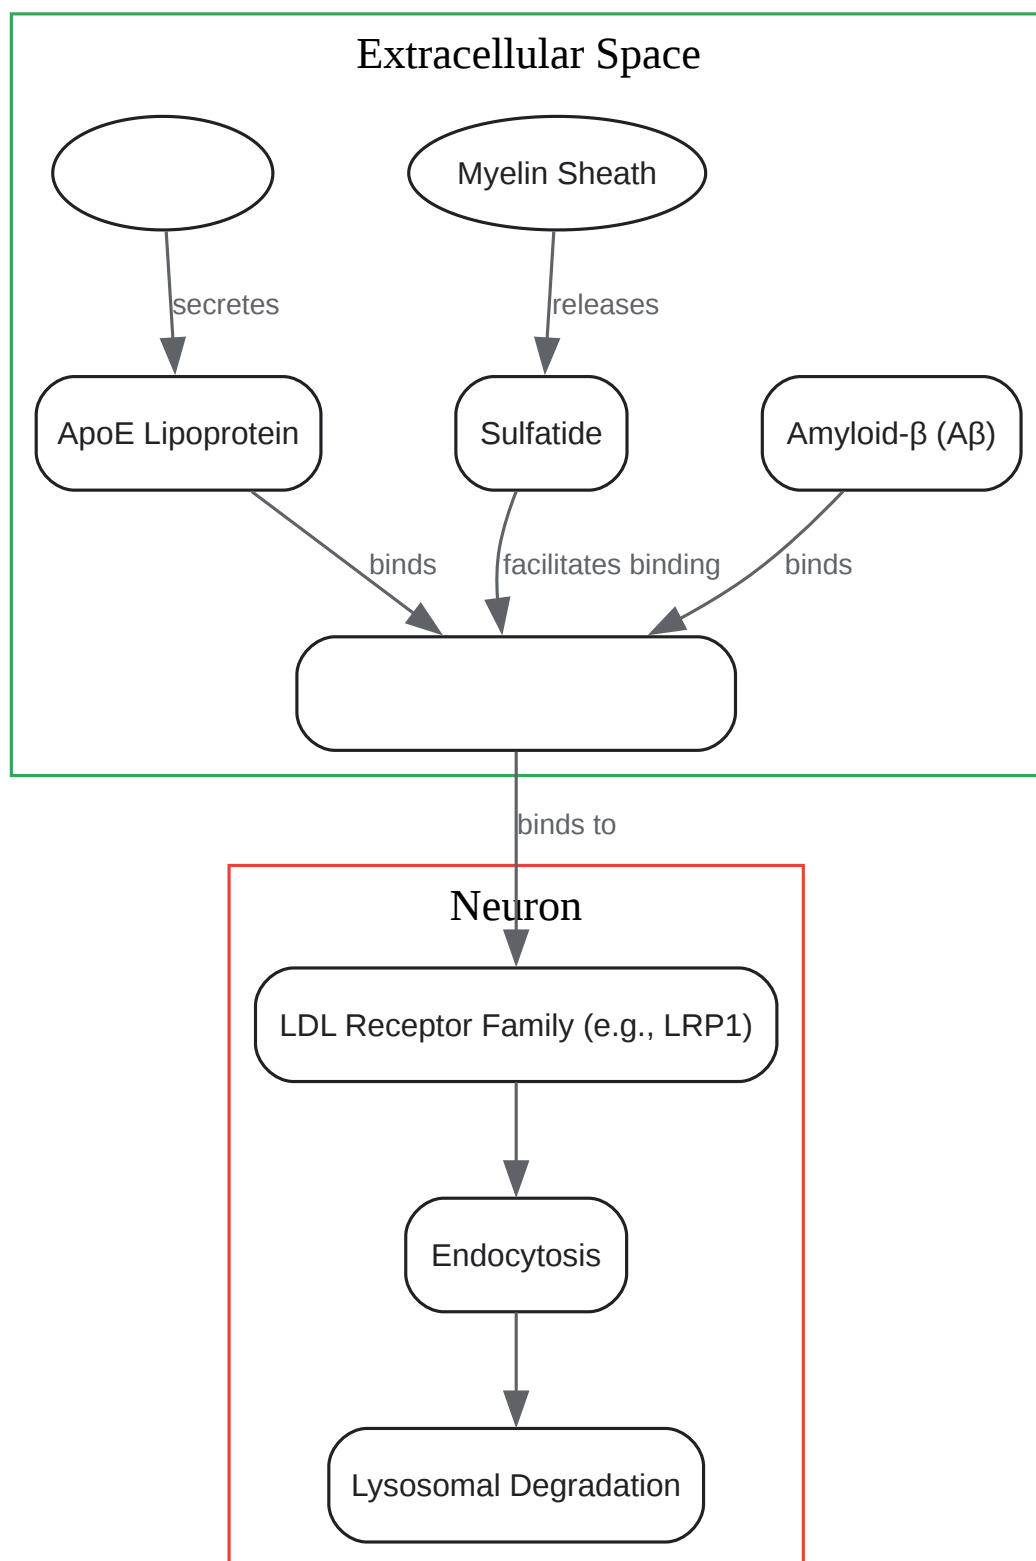 Extracellular Space
Myelin Sheath
secretes
releases
ApoE Lipoprotein
Sulfatide
Amyloid-β (Aβ)
binds
facilitates binding
binds
binds to
Neuron
LDL Receptor Family (e.g., LRP1)
Endocytosis
Lysosomal Degradation